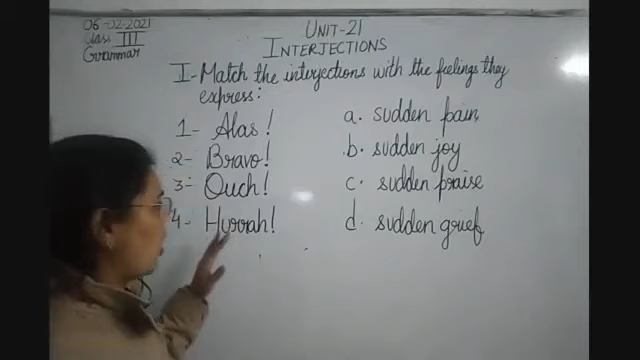 06-02-2021
Class III
Grammar
UNIT-21
INTERJECTIONS
I-Match the interjections with the feelings they
express:
1- Alas! a. sudden pain
2- Bravo! b. sudden joy
3- Ouch! c. sudden praise
4- Hurrah! d. sudden grief